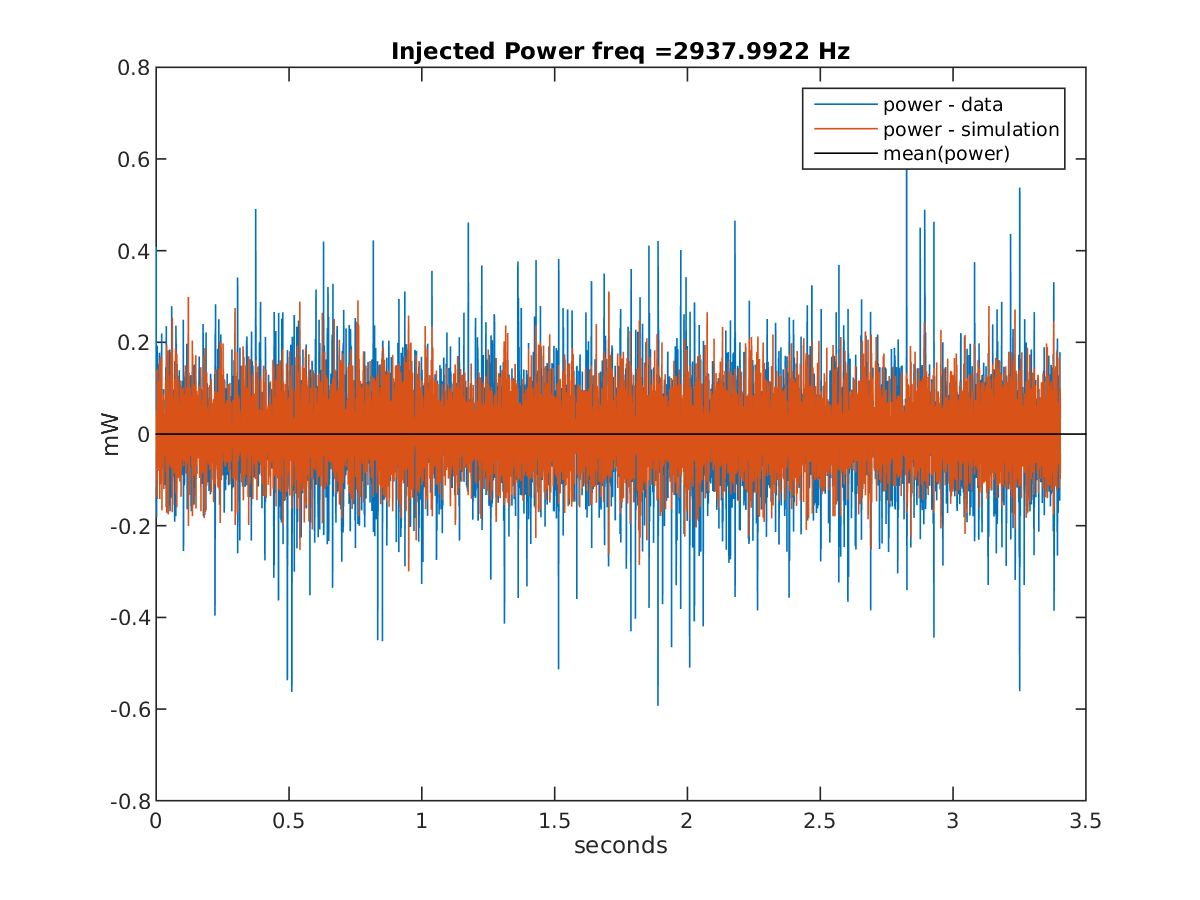 Injected Power freq =2937.9922 Hz
power - data
power - simulation
mean(power)
0.8
0.6
0.4
0.2
0
-0.2
-0.4
-0.6
-0.8
mW
0 0.5 1 1.5 2 2.5 3 3.5
seconds